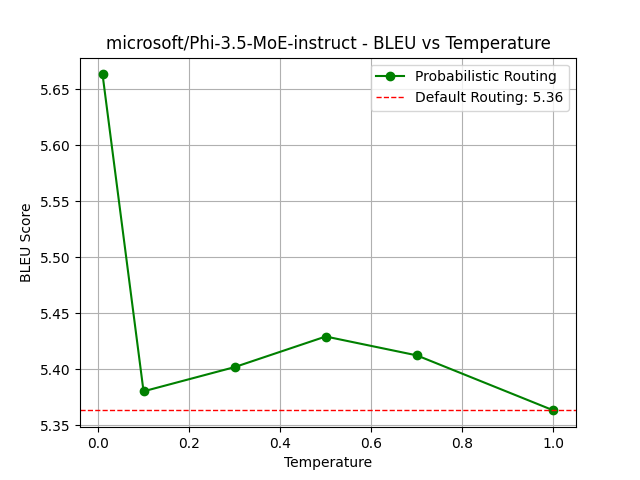 microsoft/Phi-3.5-MoE-instruct - BLEU vs Temperature
Probabilistic Routing
Default Routing: 5.36
BLEU Score
5.65
5.60
5.55
5.50
5.45
5.40
5.35
0.0 0.2 0.4 0.6 0.8 1.0
Temperature